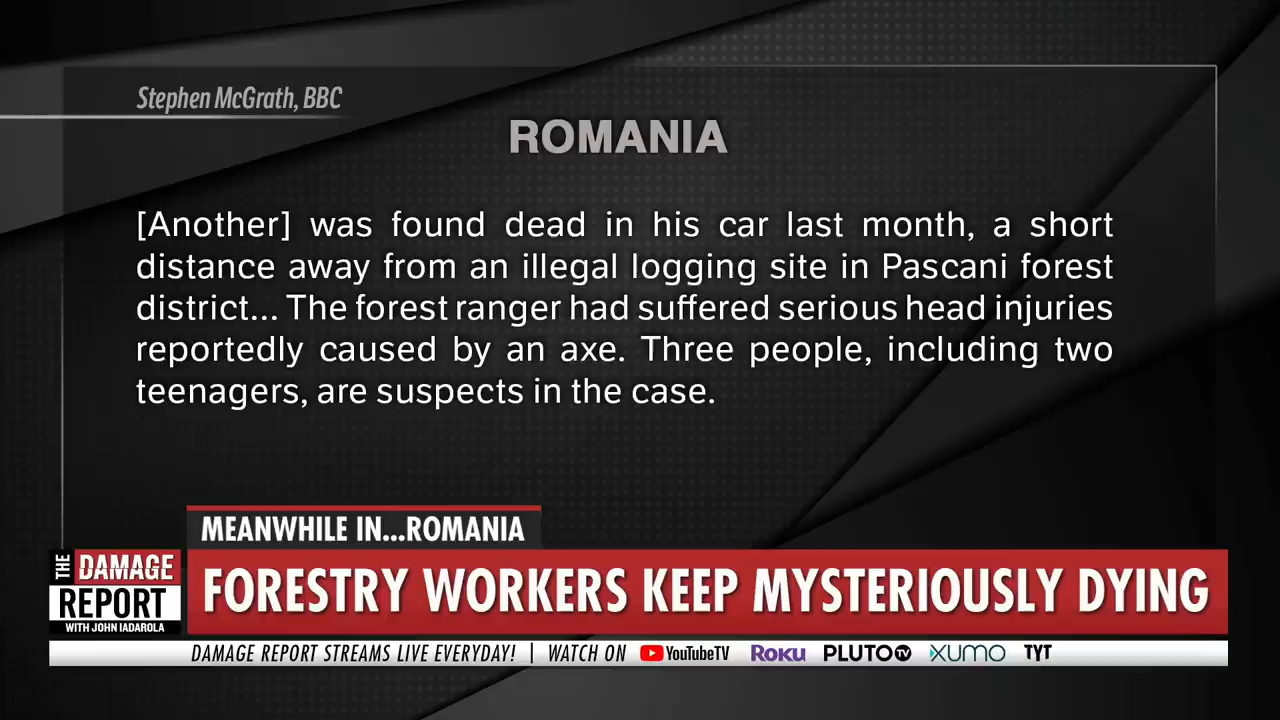 Stephen McGrath, BBC
ROMANIA
[Another] was found dead in his car last month, a short
distance away from an illegal logging site in Pascani forest
district... The forest ranger had suffered serious head injuries
reportedly caused by an axe. Three people, including two
teenagers, are suspects in the case.
MEANWHILE IN...ROMANIA
THE DAMAGE
REPORT
WITH JOHN IADAROLA
FORESTRY WORKERS KEEP MYSTERIOUSLY DYING
DAMAGE REPORT STREAMS LIVE EVERYDAY! | WATCH ON YouTubeTV ROKU PLUTO TV XUMO TYT